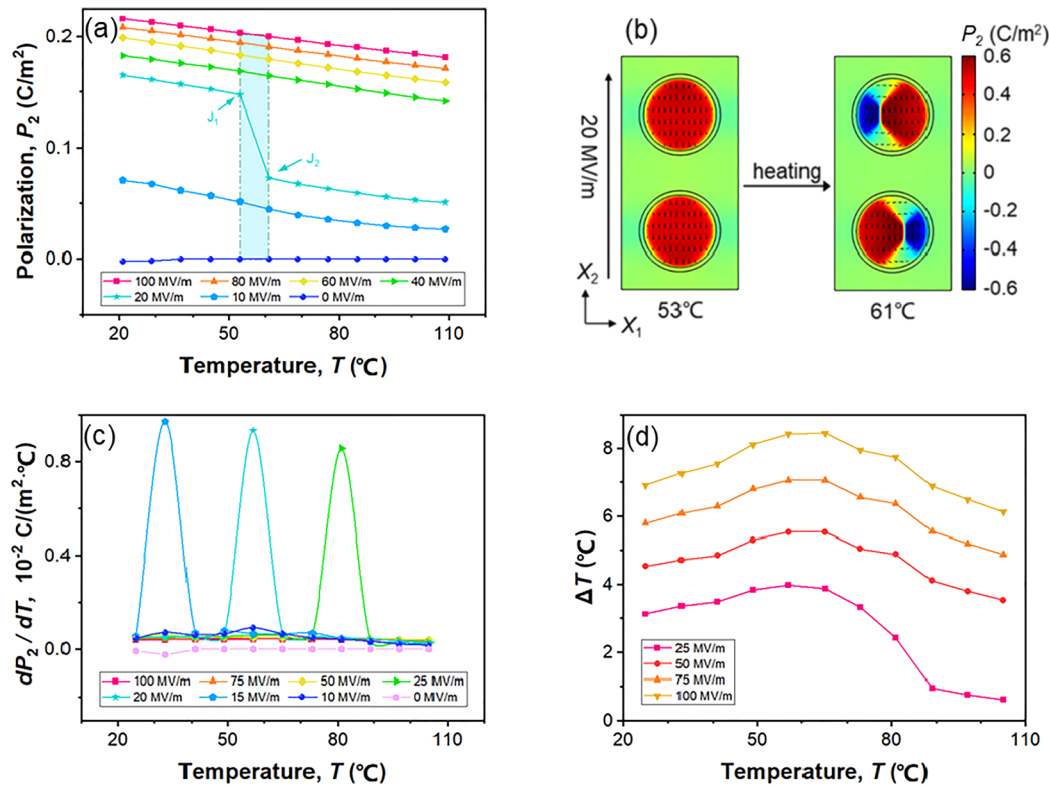 (a)
Polarization, P₂ (C/m²)
0.2
0.1
0.0
J₁
J₂
100 MV/m 80 MV/m 60 MV/m 40 MV/m
20 MV/m 10 MV/m 0 MV/m
20 50 80 110
Temperature, T (℃)
(b)
P₂ (C/m²)
20 MV/m
heating
0.6
0.4
0.2
0
-0.2
-0.4
-0.6
X₂
X₁
53℃
61℃
(c)
dP₂ / dT, 10⁻² C/(m²·℃)
0.8
0.4
0.0
100 MV/m 75 MV/m 50 MV/m 25 MV/m
20 MV/m 15 MV/m 10 MV/m 0 MV/m
20 50 80 110
Temperature, T (℃)
(d)
ΔT (℃)
8
6
4
2
0
25 MV/m
50 MV/m
75 MV/m
100 MV/m
20 50 80 110
Temperature, T (℃)